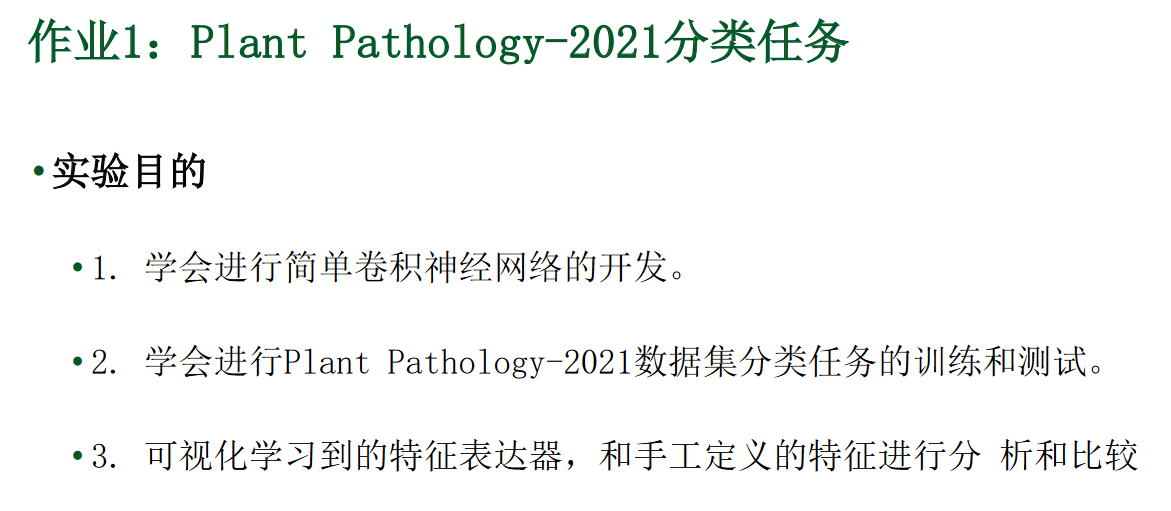 作业1：Plant Pathology-2021分类任务
•实验目的
•1. 学会进行简单卷积神经网络的开发。
•2. 学会进行Plant Pathology-2021数据集分类任务的训练和测试。
•3. 可视化学习到的特征表达器，和手工定义的特征进行分 析和比较